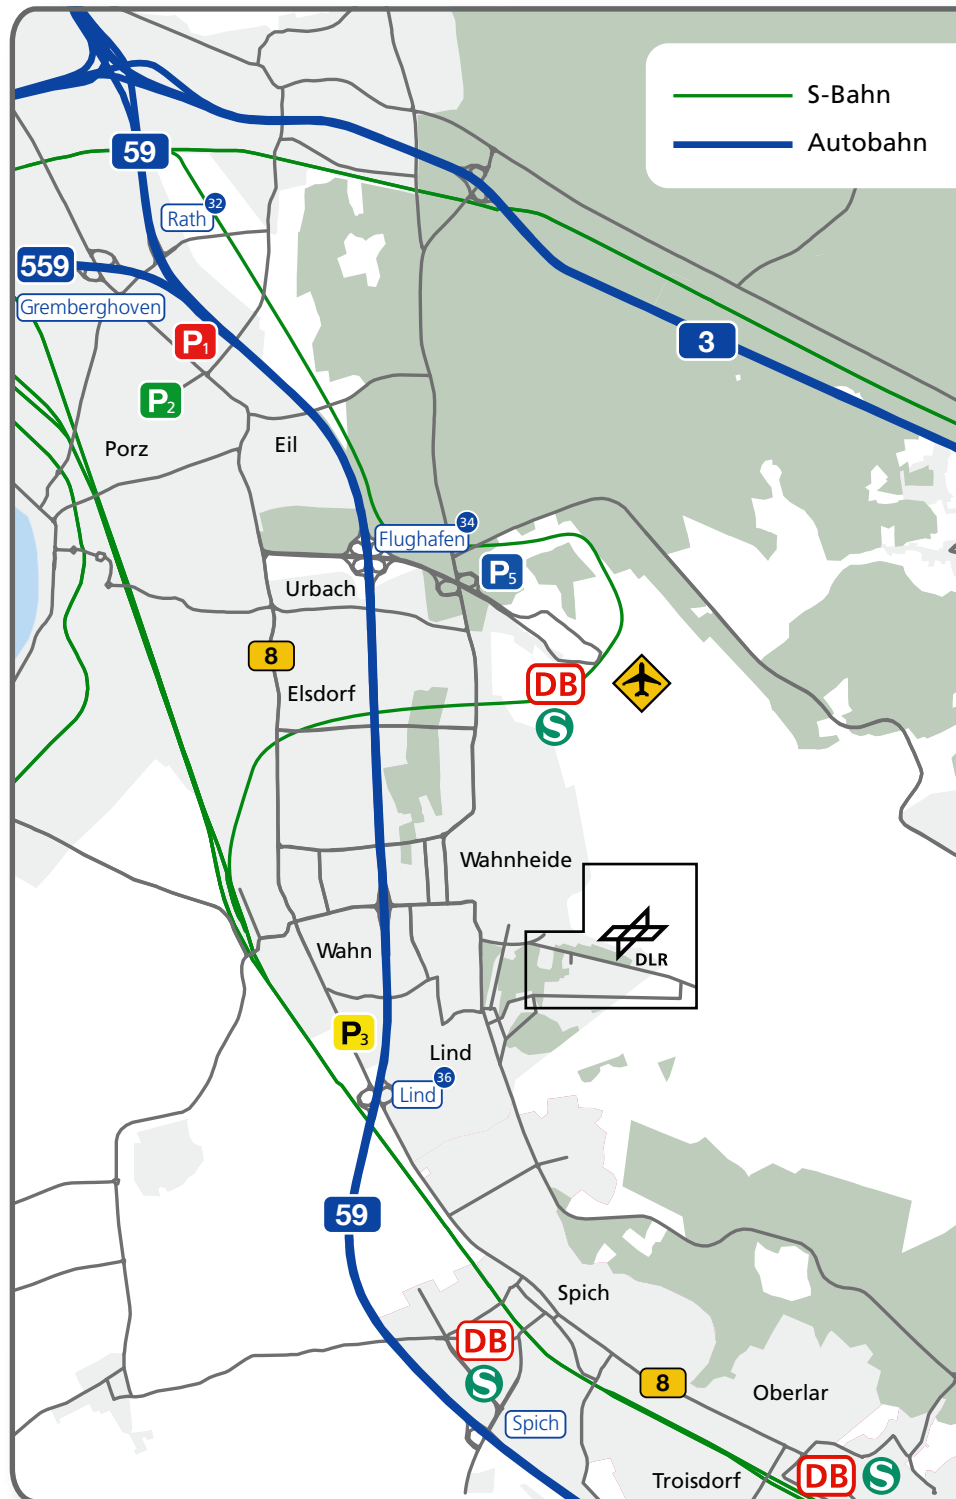 S-Bahn
Autobahn
59
32
Rath
559
Gremberghoven
3
P1
P2
Porz
Eil
34
Flughafen
P5
Urbach
8
Elsdorf
DB
S
Wahnheide
DLR
Wahn
P3
Lind
36
Lind
59
Spich
DB
S
8
Oberlar
Spich
Troisdorf
DB
S